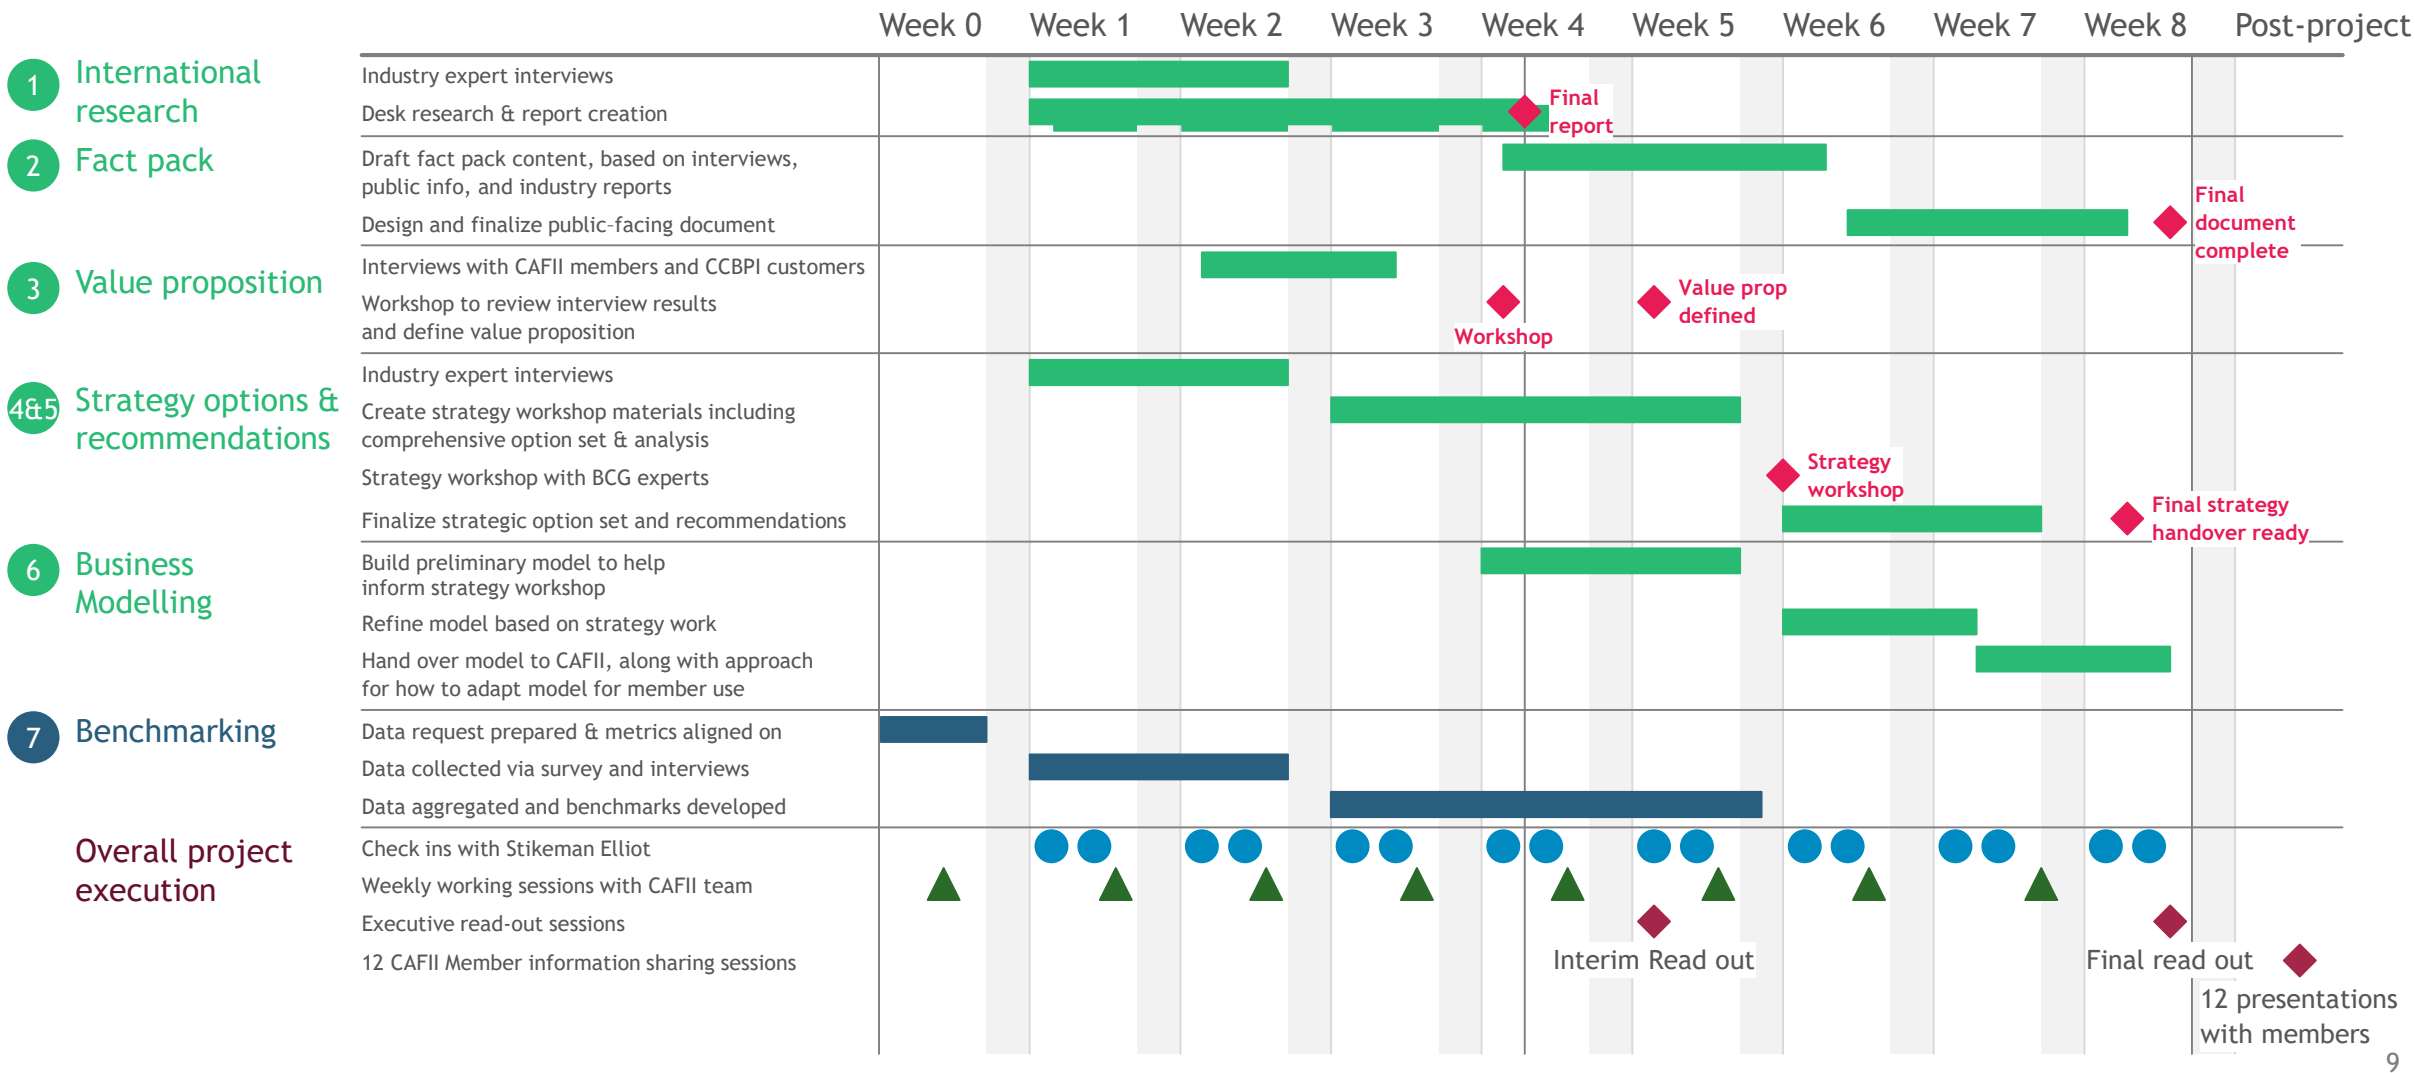 Week 0 Week 1 Week 2 Week 3 Week 4 Week 5 Week 6 Week 7 Week 8 Post-project
1
International
research
Industry expert interviews
Desk research & report creation
Final
report
2
Fact pack
Draft fact pack content, based on interviews,
public info, and industry reports
Design and finalize public-facing document
Final
document
complete
3
Value proposition
Interviews with CAFII members and CCBPI customers
Workshop to review interview results
and define value proposition
Workshop
Value prop
defined
4&5
Strategy options &
recommendations
Industry expert interviews
Create strategy workshop materials including
comprehensive option set & analysis
Strategy workshop with BCG experts
Strategy
workshop
Finalize strategic option set and recommendations
Final strategy
handover ready
6
Business
Modelling
Build preliminary model to help
inform strategy workshop
Refine model based on strategy work
Hand over model to CAFII, along with approach
for how to adapt model for member use
7
Benchmarking
Data request prepared & metrics aligned on
Data collected via survey and interviews
Data aggregated and benchmarks developed
Overall project
execution
Check ins with Stikeman Elliot
Weekly working sessions with CAFII team
Executive read-out sessions
Interim Read out
Final read out
12 CAFII Member information sharing sessions
12 presentations
with members
9